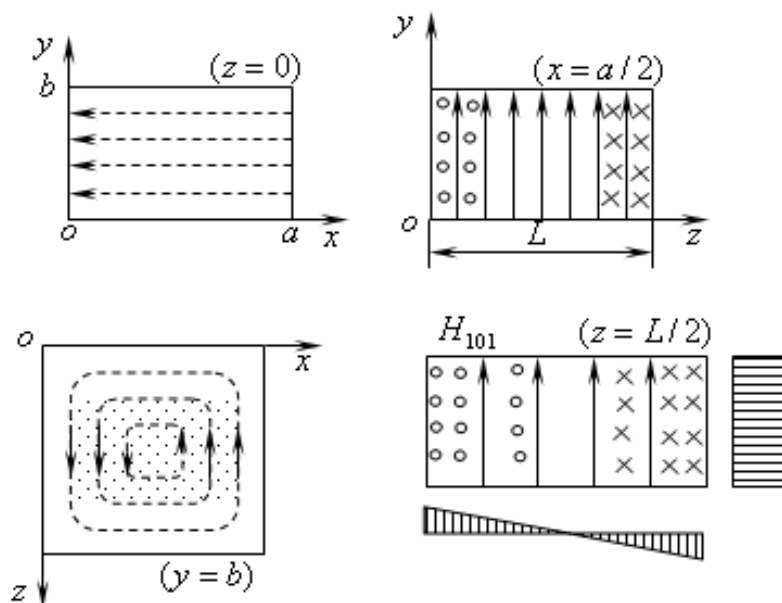 y
b
(z = 0)
o
a
x
y
(x = a / 2)
o
L
z
o
x
z
(y = b)
H₁₀₁
(z = L/2)